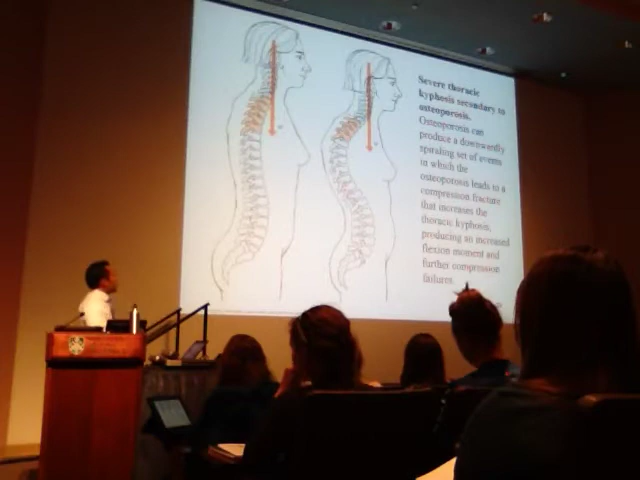 Severe thoracic
kyphosis secondary to
osteoporosis.
Osteoporosis can
produce a downwardly
spiraling set of events
in which the
osteoporosis leads to a
compression fracture
that increases the
thoracic kyphosis,
producing an increased
flexion moment and
further compression
failures.